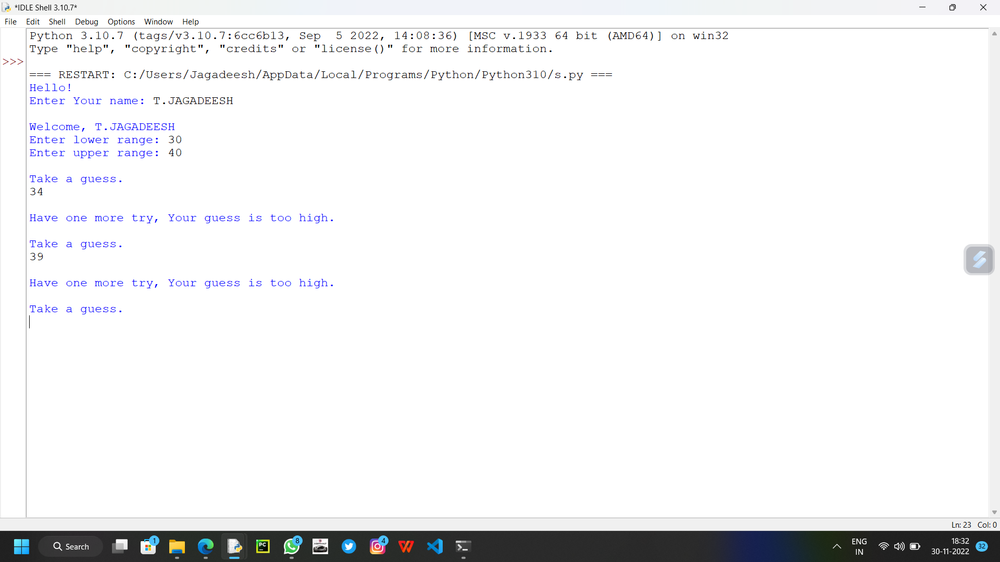 *IDLE Shell 3.10.7*
File Edit Shell Debug Options Window Help
Python 3.10.7 (tags/v3.10.7:6cc6b13, Sep  5 2022, 14:08:36) [MSC v.1933 64 bit (AMD64)] on win32
Type "help", "copyright", "credits" or "license()" for more information.
>>>
=== RESTART: C:/Users/Jagadeesh/AppData/Local/Programs/Python/Python310/s.py ===
Hello!
Enter Your name: T.JAGADEESH
Welcome, T.JAGADEESH
Enter lower range: 30
Enter upper range: 40
Take a guess.
34
Have one more try, Your guess is too high.
Take a guess.
39
Have one more try, Your guess is too high.
Take a guess.
Ln: 23 Col: 0
Search
1
PC
8
4
ENG
IN
18:32
30-11-2022
32